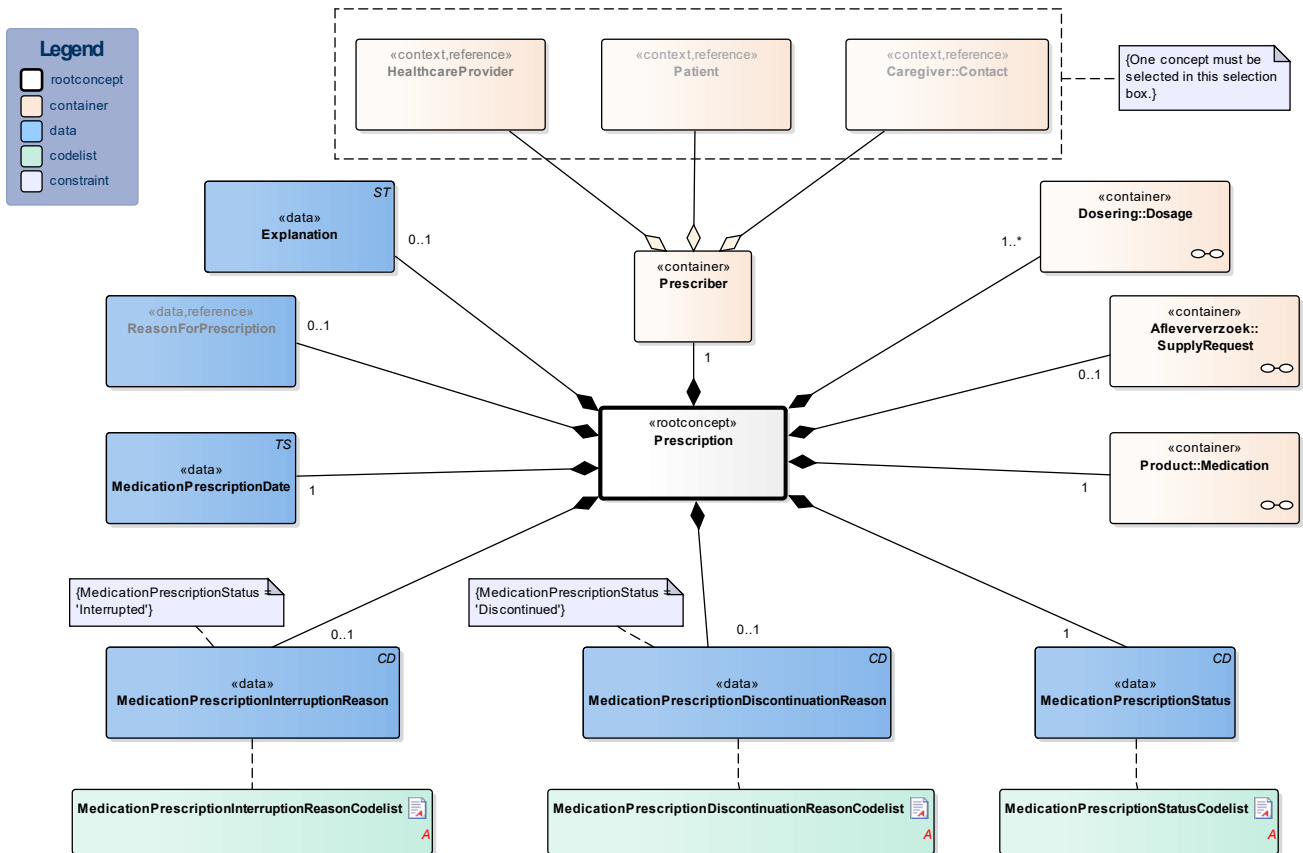 Legend
rootconcept
container
data
codelist
constraint
«context,reference»
HealthcareProvider
«context,reference»
Patient
«context,reference»
Caregiver::Contact
{One concept must be
selected in this selection
box.}
ST
«data»
Explanation
0..1
«container»
Prescriber
1
«container»
Dosering::Dosage
1..*
«data,reference»
ReasonForPrescription
0..1
«container»
Afleververzoek::
SupplyRequest
0..1
«rootconcept»
Prescription
TS
«data»
MedicationPrescriptionDate
1
«container»
Product::Medication
1
{MedicationPrescriptionStatus =
'Interrupted'}
0..1
{MedicationPrescriptionStatus =
'Discontinued'}
0..1
1
CD
«data»
MedicationPrescriptionInterruptionReason
CD
«data»
MedicationPrescriptionDiscontinuationReason
CD
«data»
MedicationPrescriptionStatus
MedicationPrescriptionInterruptionReasonCodelist
A
MedicationPrescriptionDiscontinuationReasonCodelist
A
MedicationPrescriptionStatusCodelist
A